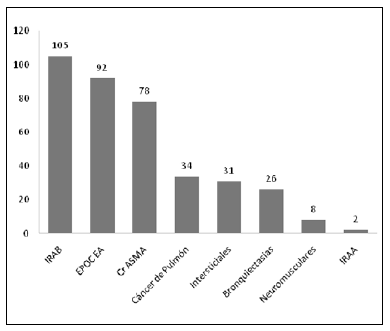 120
100
80
60
40
20
0
105
92
78
34
31
26
8
2
IRAB
EPOC EA
Cr ASMA
Cáncer de Pulmón
Intersticiales
Bronquiectasias
Neuromusculares
IRAA